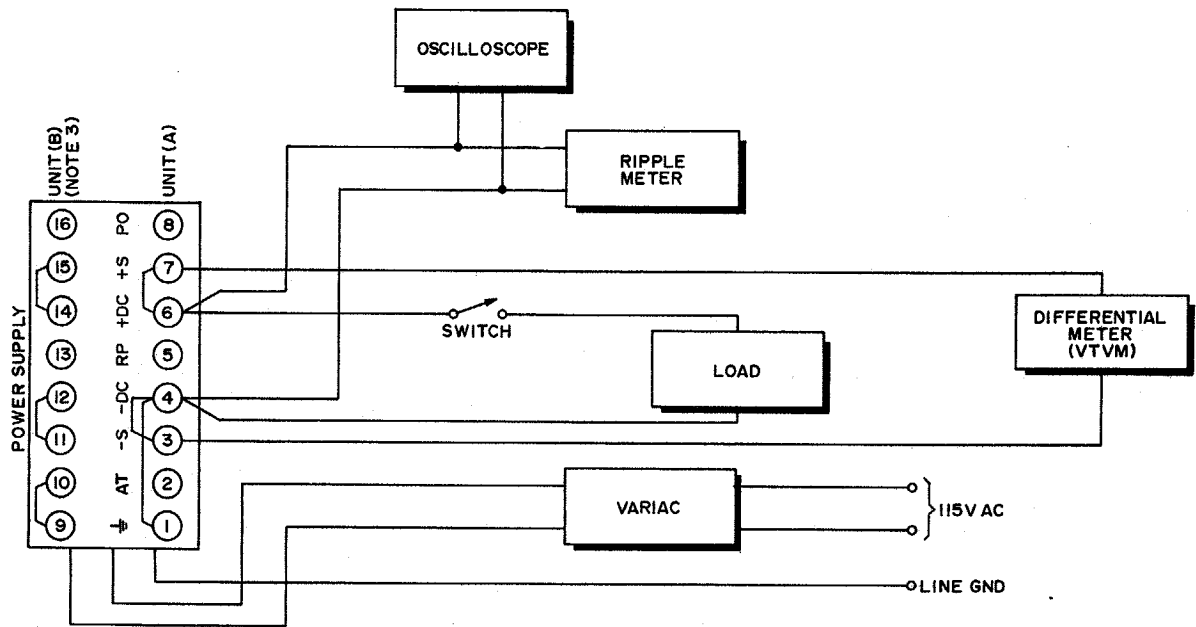 OSCILLOSCOPE
RIPPLE
METER
UNIT(B)
(NOTE 3)
UNIT(A)
POWER SUPPLY
16 PO 8
15 +S 7
14 +DC 6
13 RP 5
12 -DC 4
11 -S 3
10 AT 2
9 1
SWITCH
LOAD
DIFFERENTIAL
METER
(VTVM)
VARIAC
115V AC
LINE GND